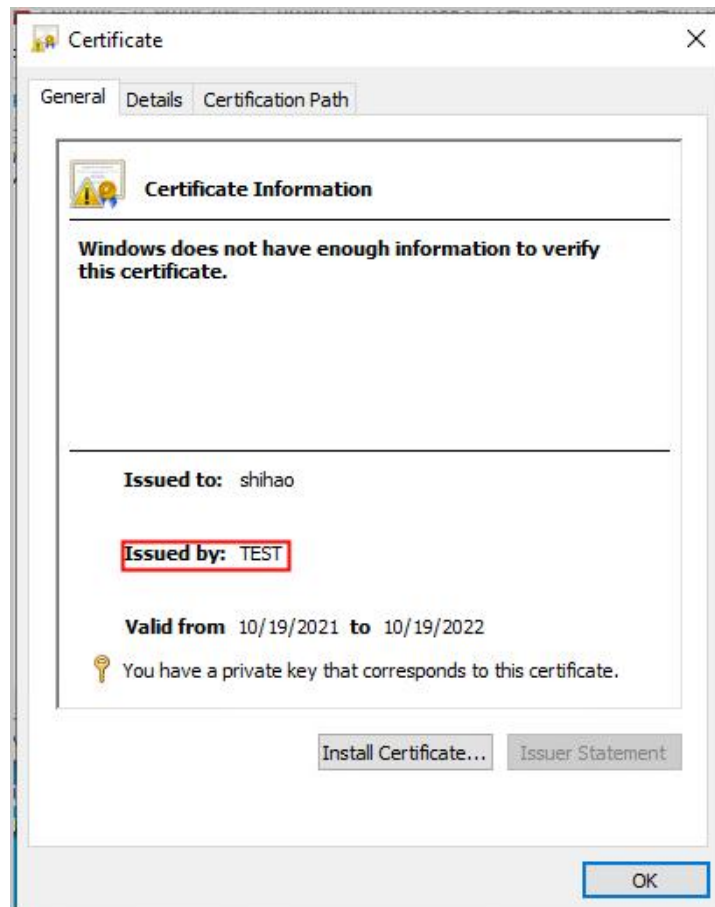 Certificate
General Details Certification Path
Certificate Information
Windows does not have enough information to verify
this certificate.
Issued to: shihao
Issued by: TEST
Valid from 10/19/2021 to 10/19/2022
You have a private key that corresponds to this certificate.
Install Certificate... Issuer Statement
OK